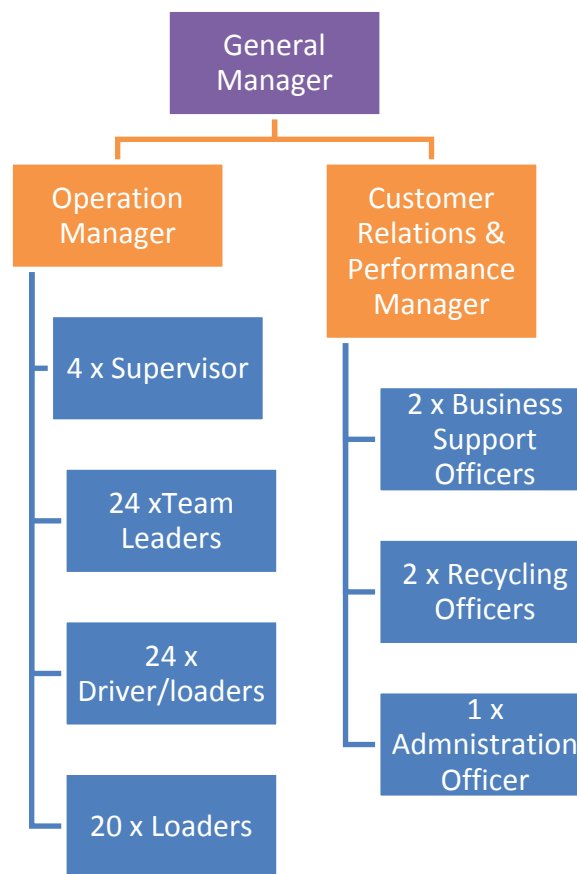 General
Manager
Operation
Manager
4 x Supervisor
24 xTeam
Leaders
24 x
Driver/loaders
20 x Loaders
Customer
Relations &
Performance
Manager
2 x Business
Support
Officers
2 x Recycling
Officers
1 x
Admnistration
Officer